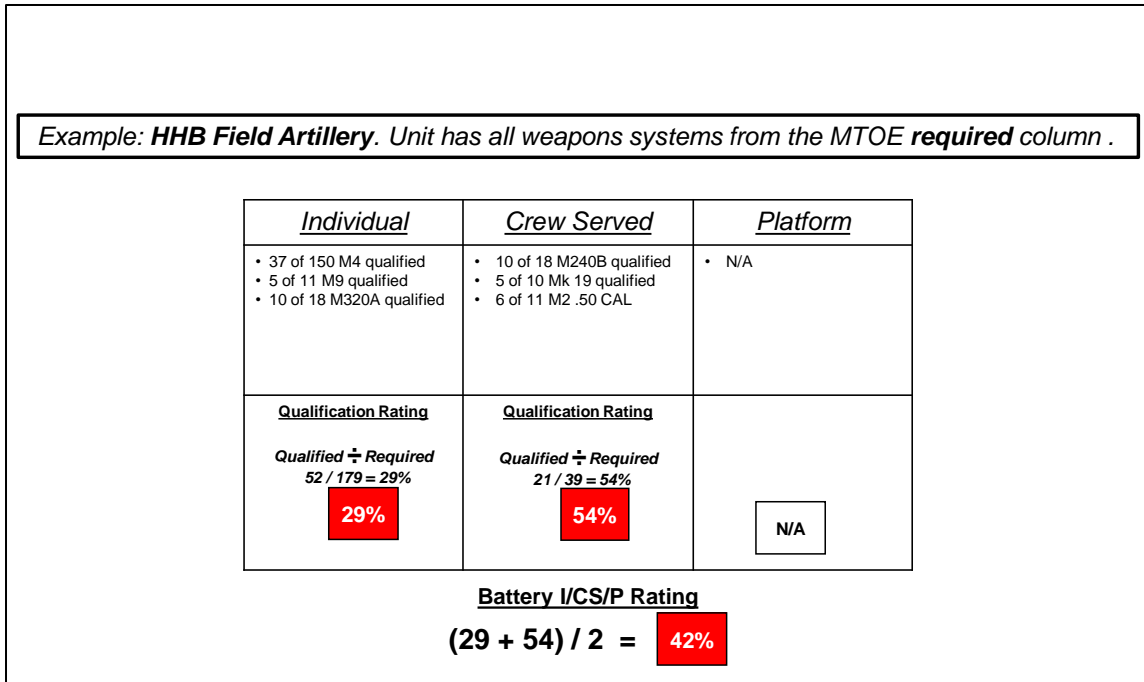 Example: HHB Field Artillery. Unit has all weapons systems from the MTOE required column .
Individual
Crew Served
Platform
• 37 of 150 M4 qualified
• 5 of 11 M9 qualified
• 10 of 18 M320A qualified
• 10 of 18 M240B qualified
• 5 of 10 Mk 19 qualified
• 6 of 11 M2 .50 CAL
• N/A
Qualification Rating
Qualified ÷ Required
52 / 179 = 29%
29%
Qualification Rating
Qualified ÷ Required
21 / 39 = 54%
54%
N/A
Battery I/CS/P Rating
(29 + 54) / 2 = 42%